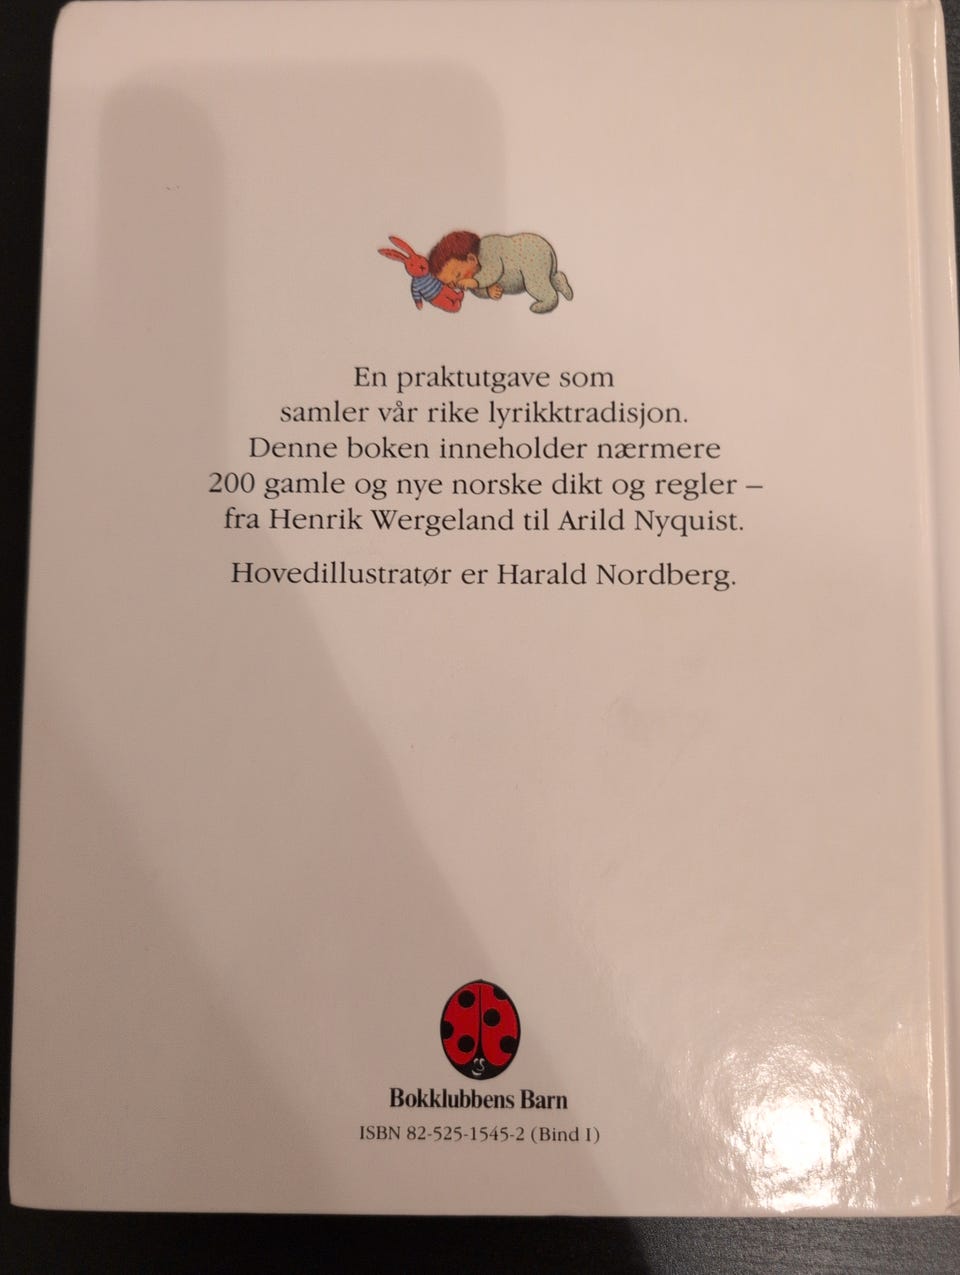 En praktutgave som
samler vår rike lyrikktradisjon.
Denne boken inneholder nærmere
200 gamle og nye norske dikt og regler –
fra Henrik Wergeland til Arild Nyquist.
Hovedillustratør er Harald Nordberg.
Bokklubbens Barn
ISBN 82-525-1545-2 (Bind I)